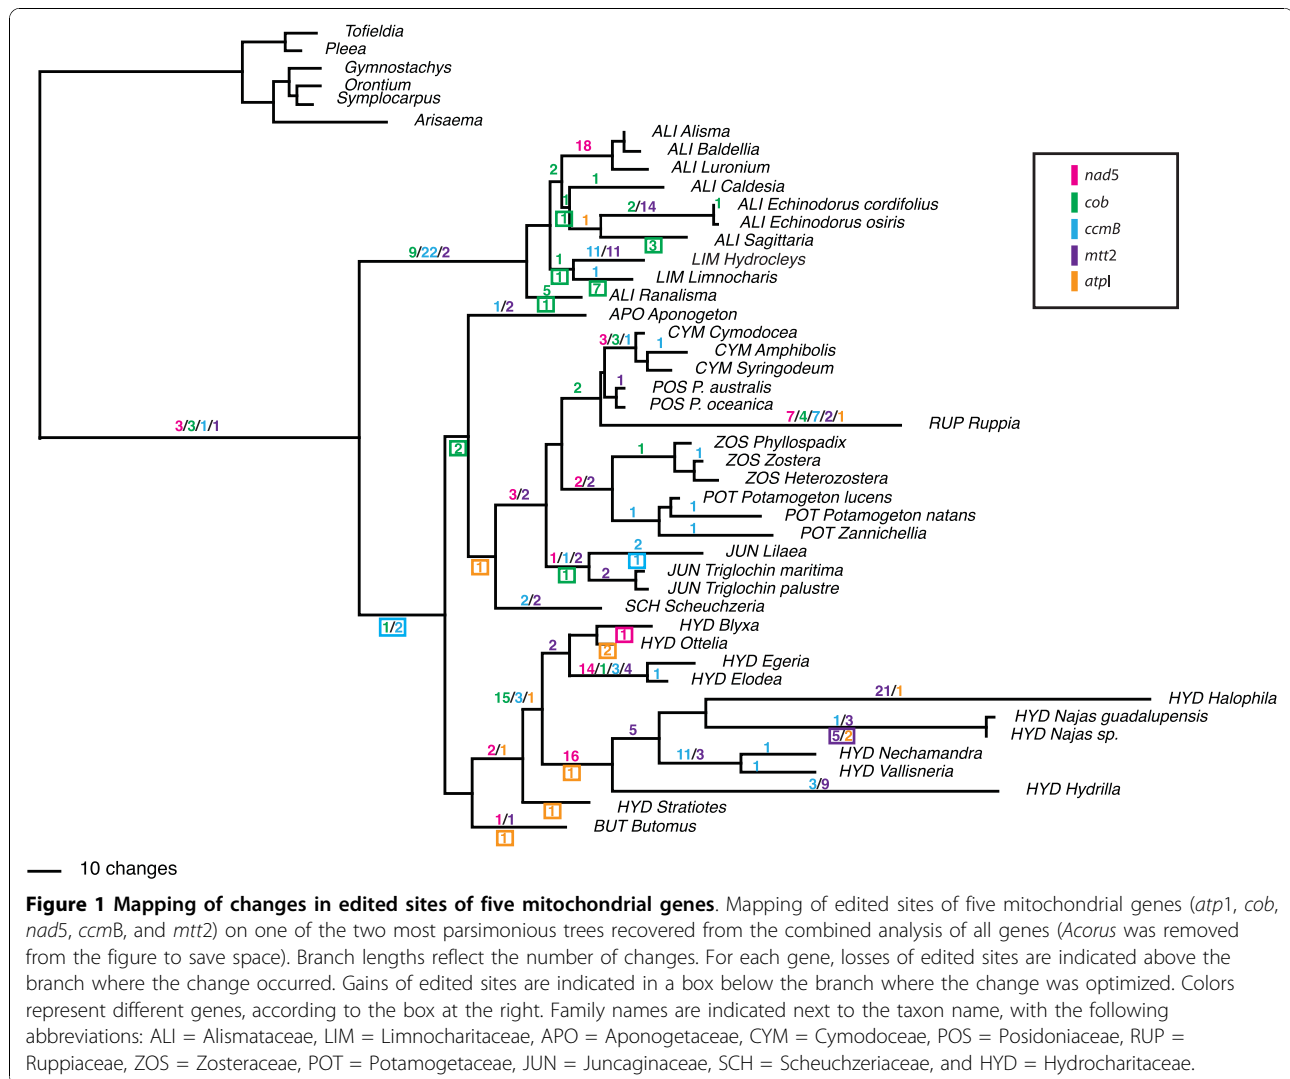 Tofieldia
Pleea
Gymnostachys
Orontium
Symplocarpus
Arisaema
18
ALI Alisma
ALI Baldellia
ALI Luronium
2
1
ALI Caldesia
1
1
2/14
1
ALI Echinodorus cordifolius
1
ALI Echinodorus osiris
ALI Sagittaria
3
9/22/2
1
11/11
LIM Hydrocleys
1
1
LIM Limnocharis
7
5
ALI Ranalisma
1
1/2
APO Aponogeton
3/3/1
CYM Cymodocea
1
CYM Amphibolis
CYM Syringodeum
2
1
POS P. australis
POS P. oceanica
7/4/7/2/1
RUP Ruppia
3/3/1/1
2
1
ZOS Phyllospadix
1
ZOS Zostera
ZOS Heterozostera
2/2
3/2
POT Potamogeton lucens
1
1
POT Potamogeton natans
1
POT Zannichellia
1/1/2
2
JUN Lilaea
1
1
1
2
JUN Triglochin maritima
JUN Triglochin palustre
2/2
SCH Scheuchzeria
1/2
HYD Blyxa
1
2
HYD Ottelia
2
14/1/3/4
HYD Egeria
1
HYD Elodea
15/3/1
21/1
HYD Halophila
5
1/3
HYD Najas guadalupensis
5/2
HYD Najas sp.
2/1
16
1
11/3
1
HYD Nechamandra
1
HYD Vallisneria
3/9
HYD Hydrilla
1
HYD Stratiotes
1/1
BUT Butomus
1
nad5
cob
ccmB
mtt2
atpI
10 changes
Figure 1 Mapping of changes in edited sites of five mitochondrial genes. Mapping of edited sites of five mitochondrial genes (atp1, cob,
nad5, ccmB, and mtt2) on one of the two most parsimonious trees recovered from the combined analysis of all genes (Acorus was removed
from the figure to save space). Branch lengths reflect the number of changes. For each gene, losses of edited sites are indicated above the
branch where the change occurred. Gains of edited sites are indicated in a box below the branch where the change was optimized. Colors
represent different genes, according to the box at the right. Family names are indicated next to the taxon name, with the following
abbreviations: ALI = Alismataceae, LIM = Limnocharitaceae, APO = Aponogetaceae, CYM = Cymodoceae, POS = Posidoniaceae, RUP =
Ruppiaceae, ZOS = Zosteraceae, POT = Potamogetaceae, JUN = Juncaginaceae, SCH = Scheuchzeriaceae, and HYD = Hydrocharitaceae.